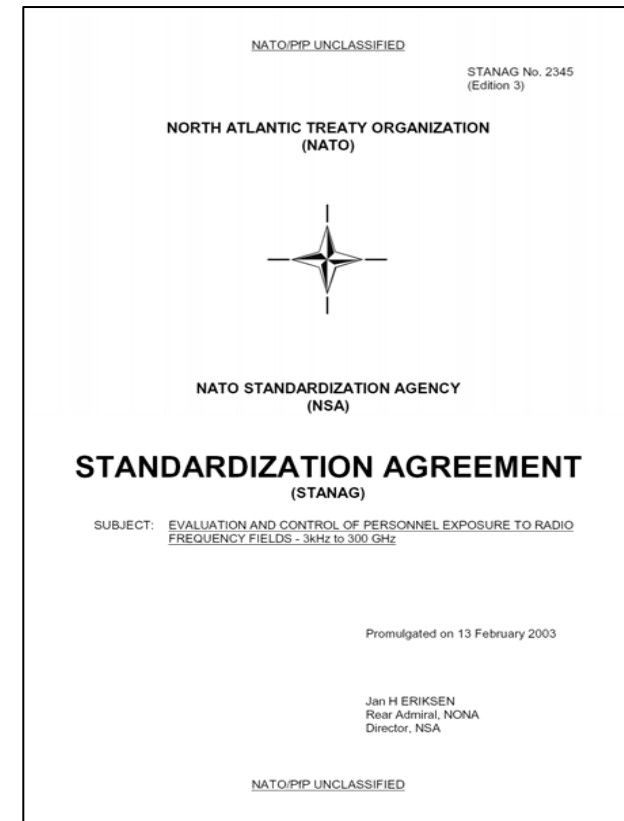 NATO/PfP UNCLASSIFIED
STANAG No. 2345
(Edition 3)
NORTH ATLANTIC TREATY ORGANIZATION
(NATO)
NATO STANDARDIZATION AGENCY
(NSA)
STANDARDIZATION AGREEMENT
(STANAG)
SUBJECT: EVALUATION AND CONTROL OF PERSONNEL EXPOSURE TO RADIO
FREQUENCY FIELDS - 3kHz to 300 GHz
Promulgated on 13 February 2003
Jan H ERIKSEN
Rear Admiral, NONA
Director, NSA
NATO/PfP UNCLASSIFIED